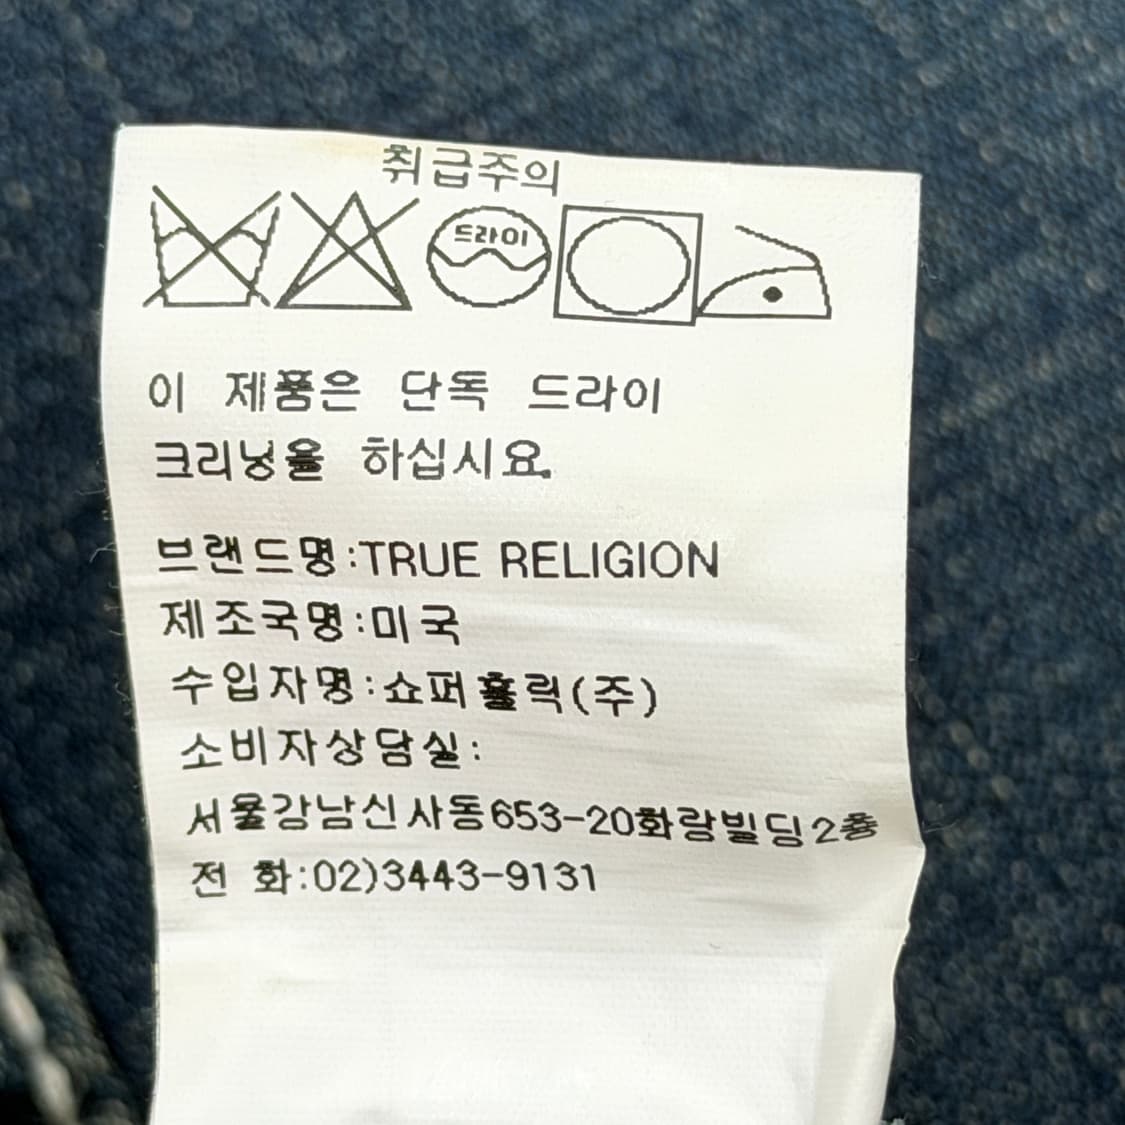 취급주의
드라이
이 제품은 단독 드라이
크리닝을 하십시요.
브랜드명:TRUE RELIGION
제조국명:미국
수입자명:쇼퍼홀릭(주)
소비자상담실:
서울강남신사동653-20화랑빌딩2층
전 화:02)3443-9131